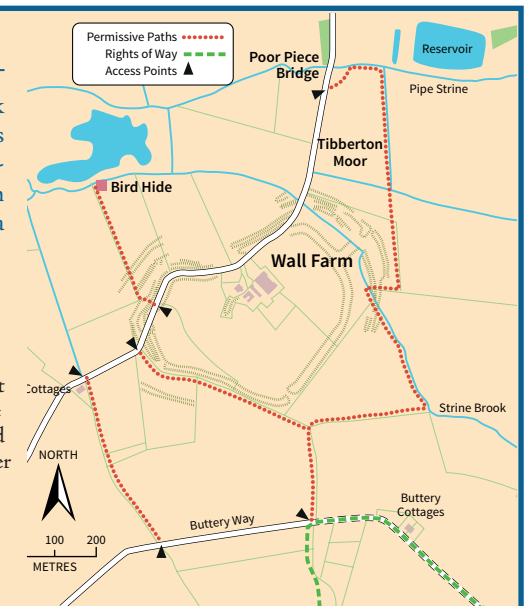 Permissive Paths
Rights of Way
Access Points
Poor Piece
Bridge
Reservoir
Pipe Strine
Tibberton
Moor
Bird Hide
Wall Farm
Cottages
Strine Brook
NORTH
Buttery
Cottages
Buttery Way
100 200
METRES